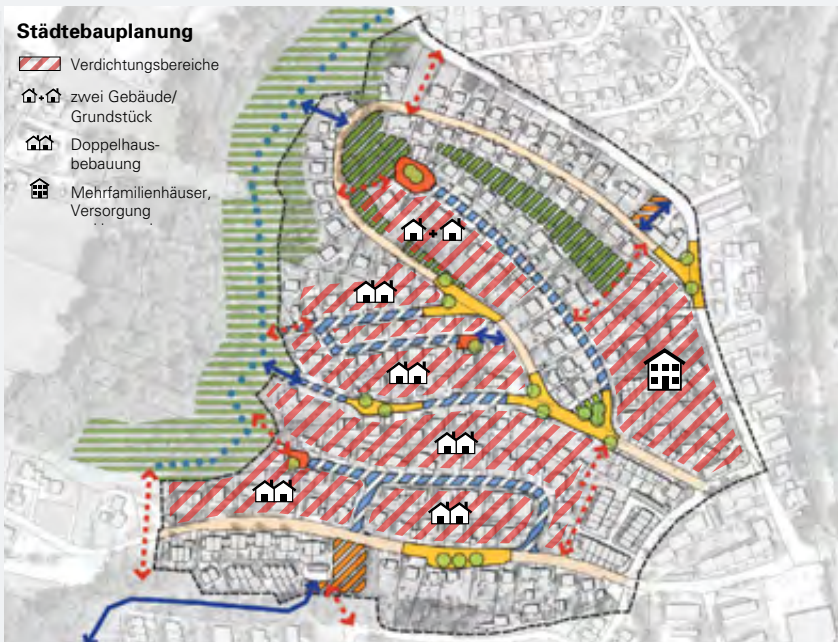 Städtebauplanung
Verdichtungsbereiche
zwei Gebäude/
Grundstück
Doppelhaus-
bebauung
Mehrfamilienhäuser,
Versorgung